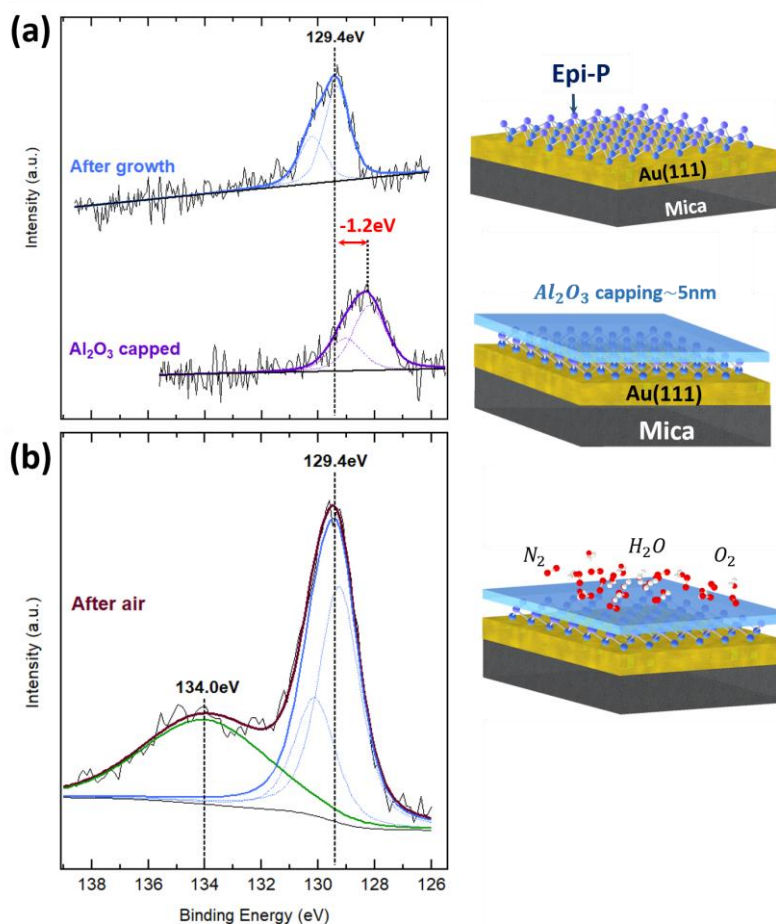 (a)
129.4eV
After growth
-1.2eV
Al₂O₃ capped
Intensity (a.u.)
Epi-P
Au(111)
Mica
Al₂O₃ capping~5nm
Au(111)
Mica
(b)
129.4eV
After air
134.0eV
Intensity (a.u.)
138 136 134 132 130 128 126
Binding Energy (eV)
N₂ H₂O O₂